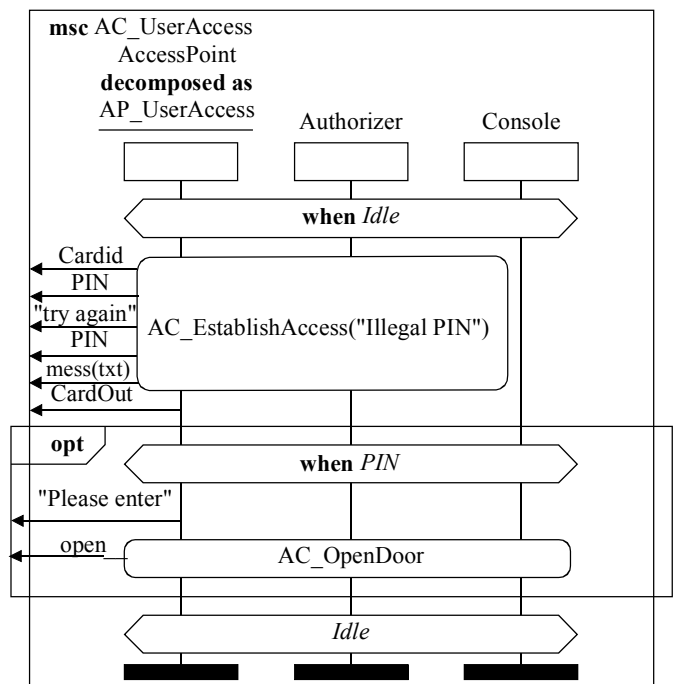 msc AC_UserAccess
AccessPoint
decomposed as
AP_UserAccess
Authorizer
Console
when Idle
Cardid
PIN
"try again"
AC_EstablishAccess("Illegal PIN")
PIN
mess(txt)
CardOut
opt
when PIN
"Please enter"
open
AC_OpenDoor
Idle